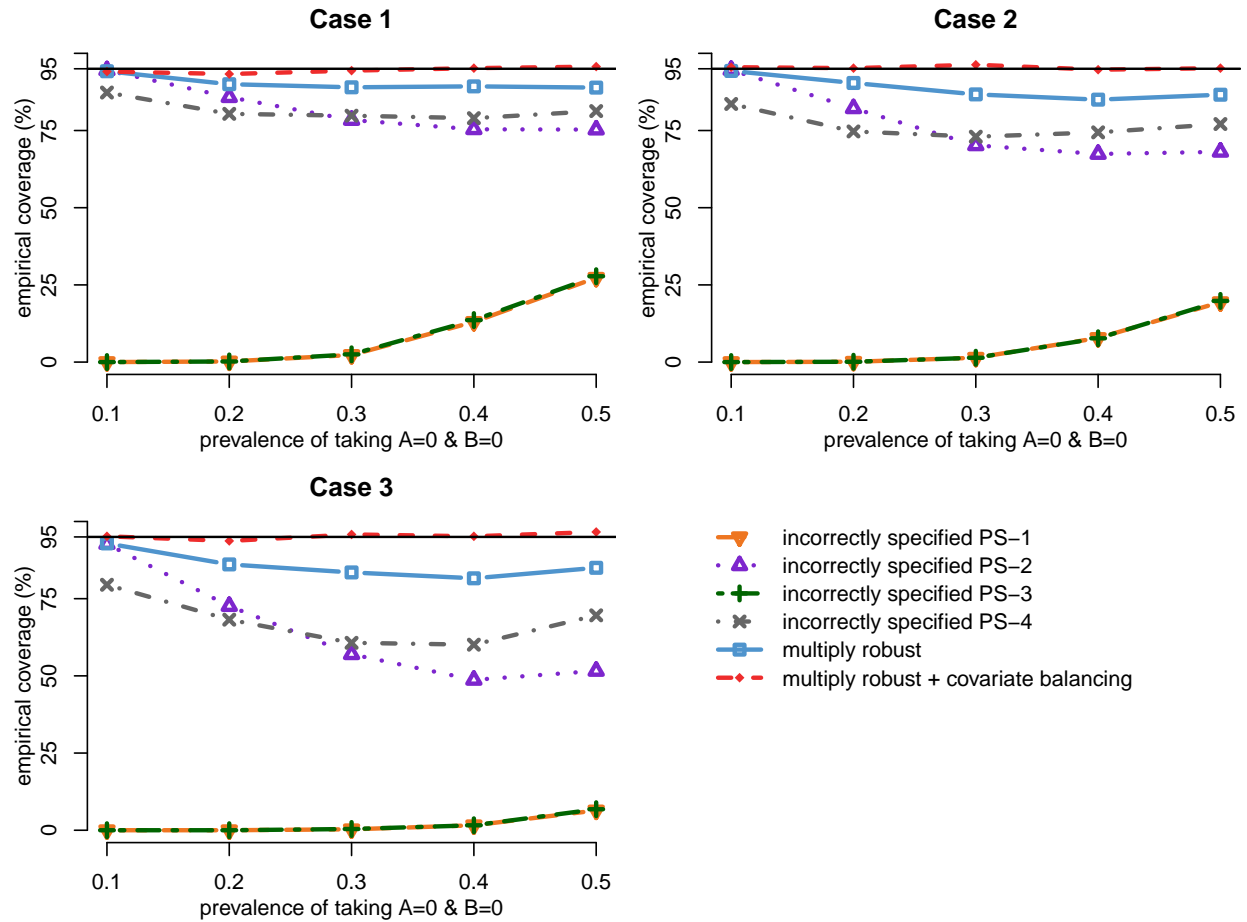 Case 1
empirical coverage (%)
95
75
50
25
0
0.1 0.2 0.3 0.4 0.5
prevalence of taking A=0 & B=0
Case 2
empirical coverage (%)
95
75
50
25
0
0.1 0.2 0.3 0.4 0.5
prevalence of taking A=0 & B=0
Case 3
empirical coverage (%)
95
75
50
25
0
0.1 0.2 0.3 0.4 0.5
prevalence of taking A=0 & B=0
incorrectly specified PS−1
incorrectly specified PS−2
incorrectly specified PS−3
incorrectly specified PS−4
multiply robust
multiply robust + covariate balancing